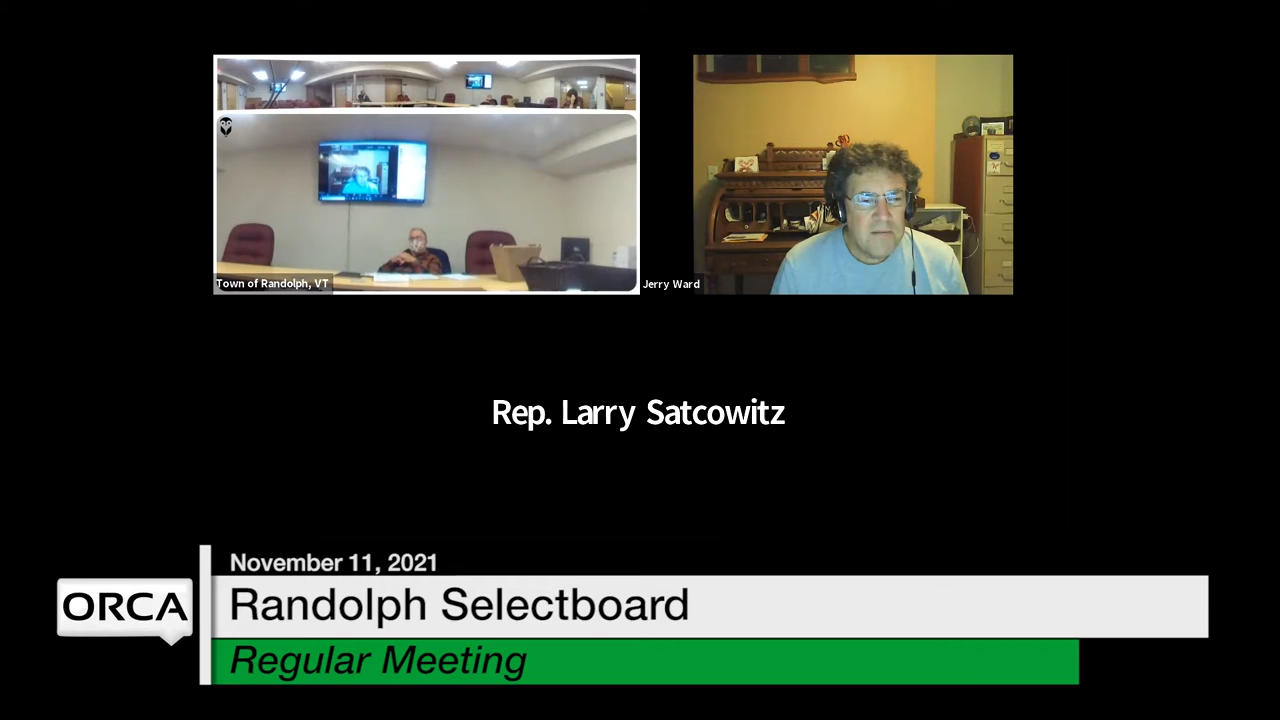 Town of Randolph, VT
Jerry Ward
Rep. Larry Satcowitz
November 11, 2021
ORCA
Randolph Selectboard
Regular Meeting